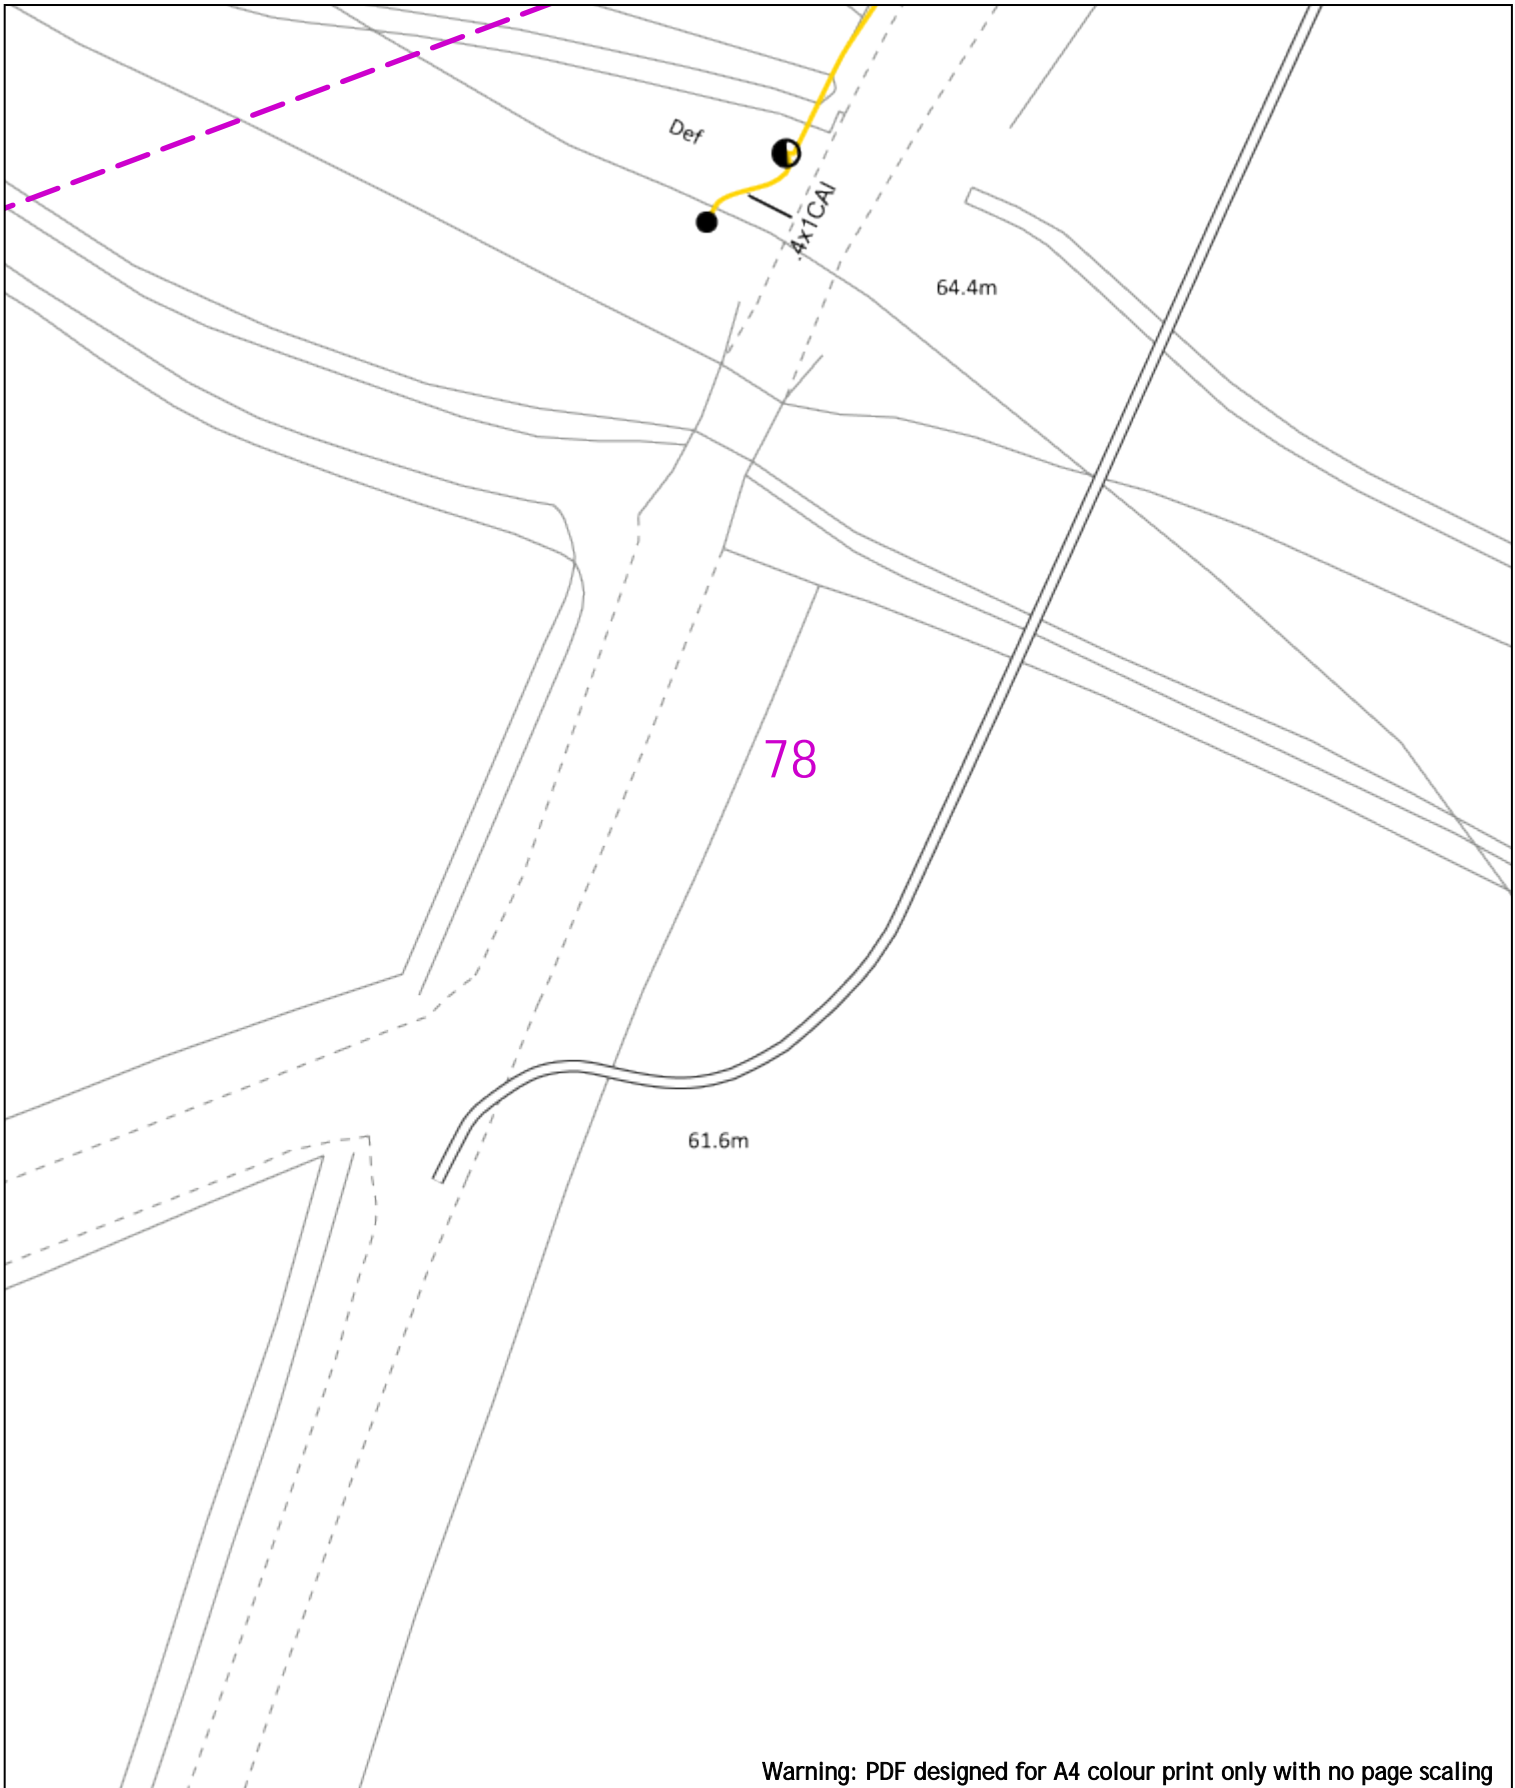 Def
.4x1CAI
64.4m
78
61.6m
Warning: PDF designed for A4 colour print only with no page scaling